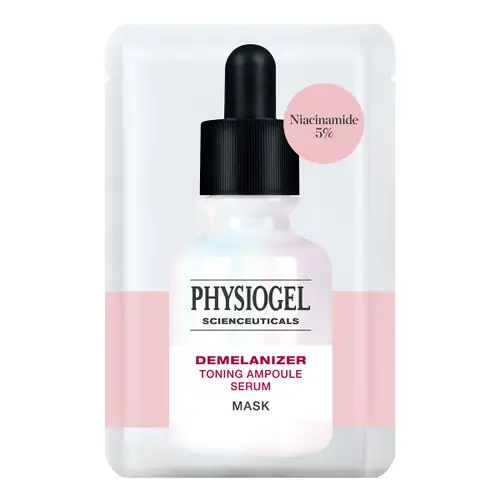 Niacinamide
5%
PHYSIOGEL
SCIENCEUTICALS
DEMELANIZER
TONING AMPOULE
SERUM
MASK